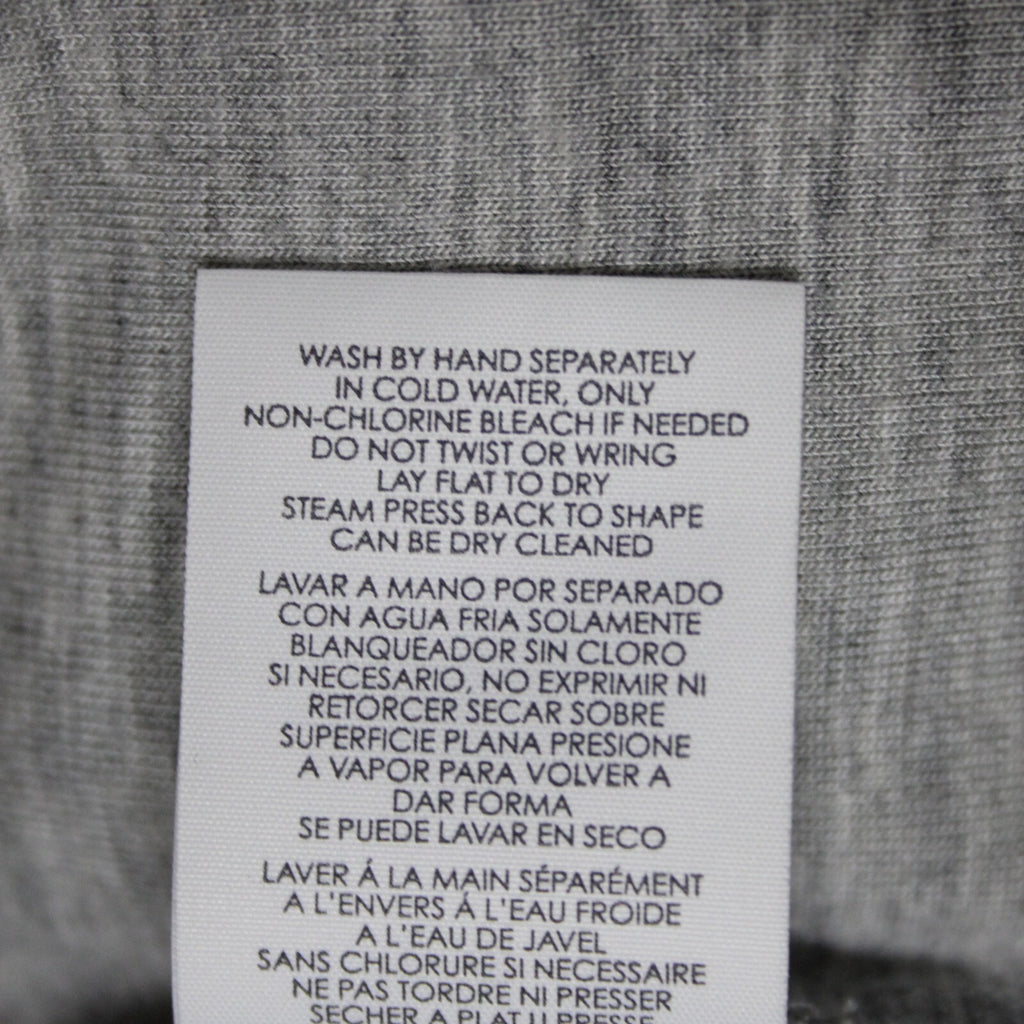 WASH BY HAND SEPARATELY
IN COLD WATER, ONLY
NON-CHLORINE BLEACH IF NEEDED
DO NOT TWIST OR WRING
LAY FLAT TO DRY
STEAM PRESS BACK TO SHAPE
CAN BE DRY CLEANED
LAVAR A MANO POR SEPARADO
CON AGUA FRIA SOLAMENTE
BLANQUEADOR SIN CLORO
SI NECESARIO, NO EXPRIMIR NI
RETORCER SECAR SOBRE
SUPERFICIE PLANA PRESIONE
A VAPOR PARA VOLVER A
DAR FORMA
SE PUEDE LAVAR EN SECO
LAVER Á LA MAIN SÉPARÉMENT
A L'ENVERS Á L'EAU FROIDE
A L'EAU DE JAVEL
SANS CHLORURE SI NECESSAIRE
NE PAS TORDRE NI PRESSER
SECHER A PLAT U PRESSE